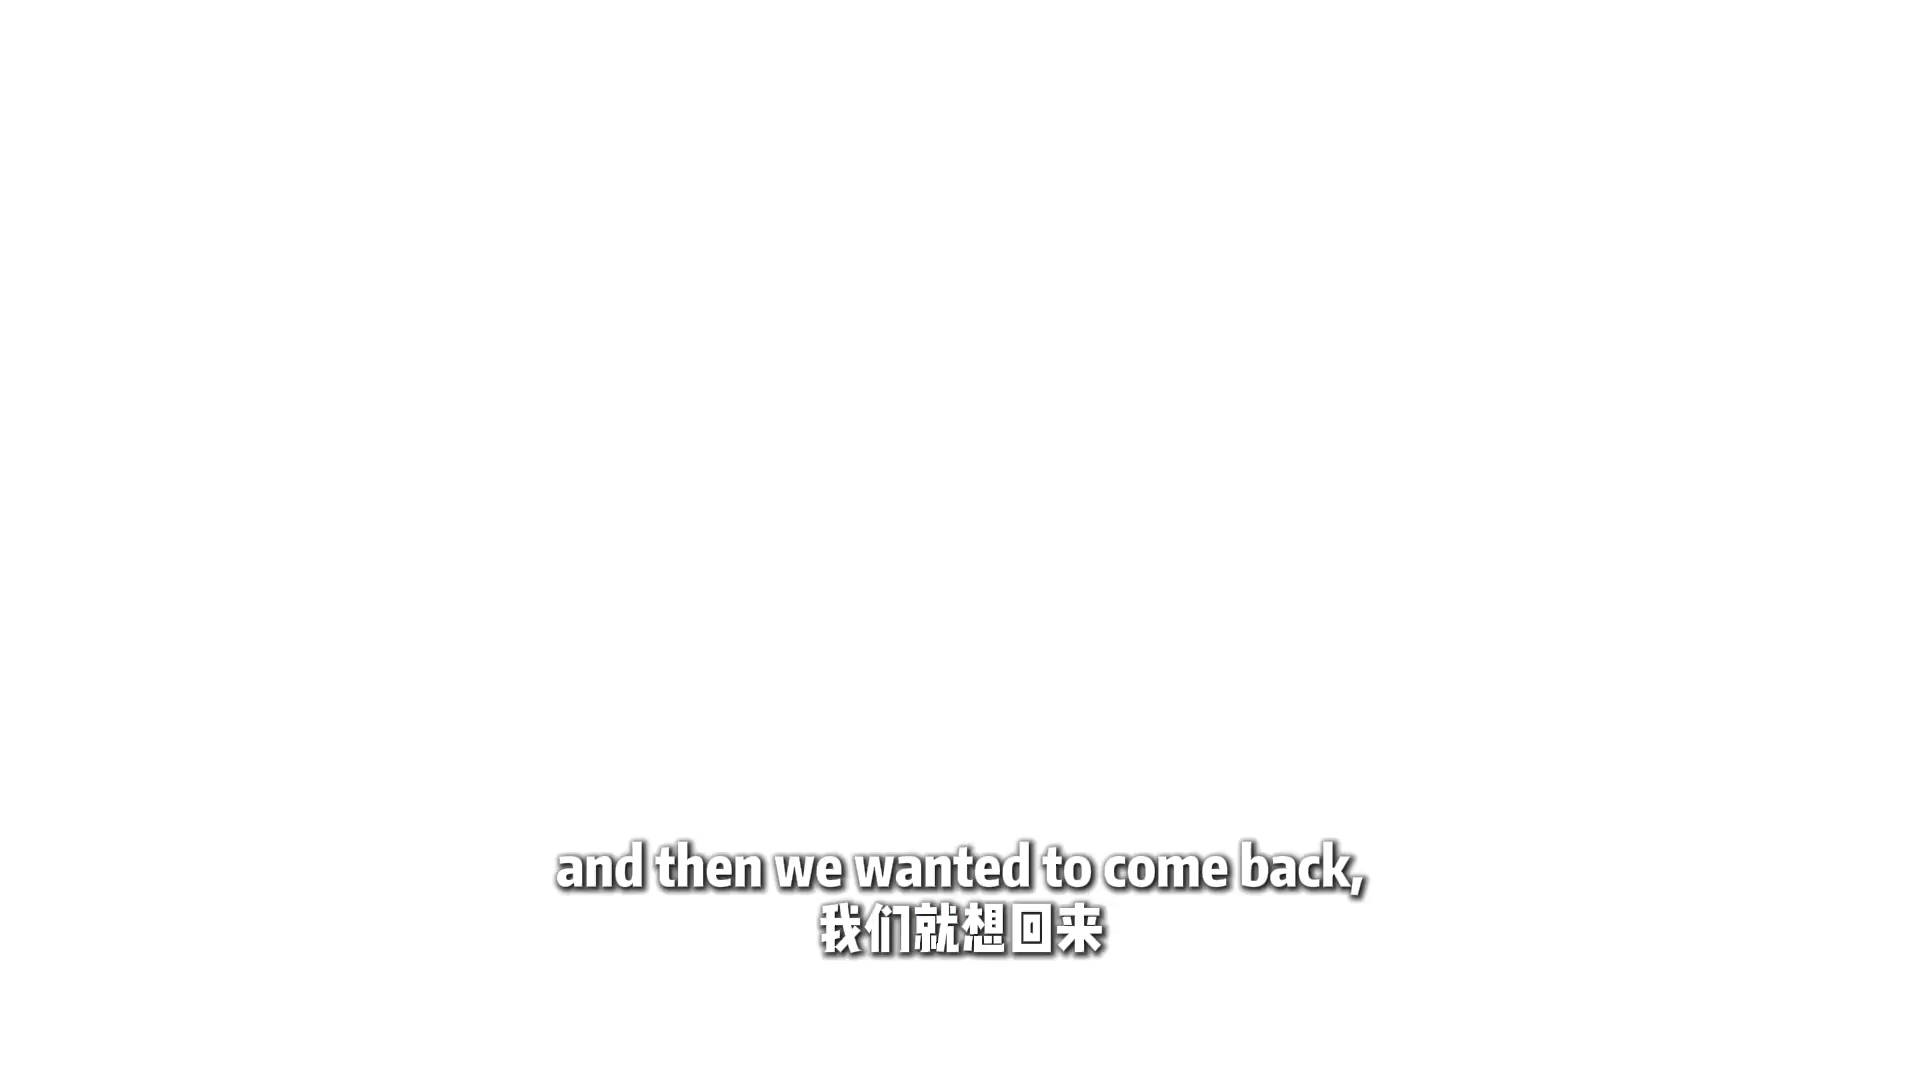 and then we wanted to come back,
我们就想回来